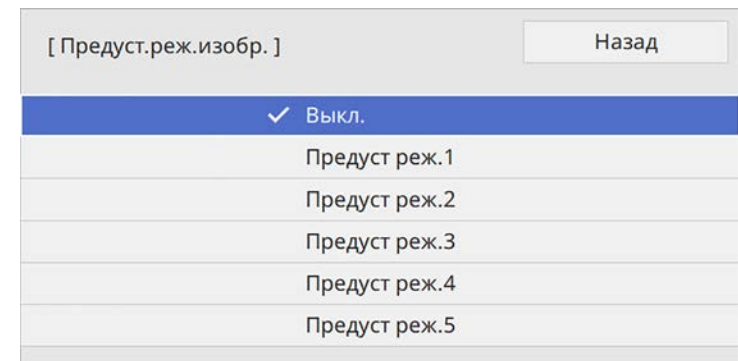 [ Предуст.реж.изобр. ]
Назад
Выкл.
Предуст реж.1
Предуст реж.2
Предуст реж.3
Предуст реж.4
Предуст реж.5